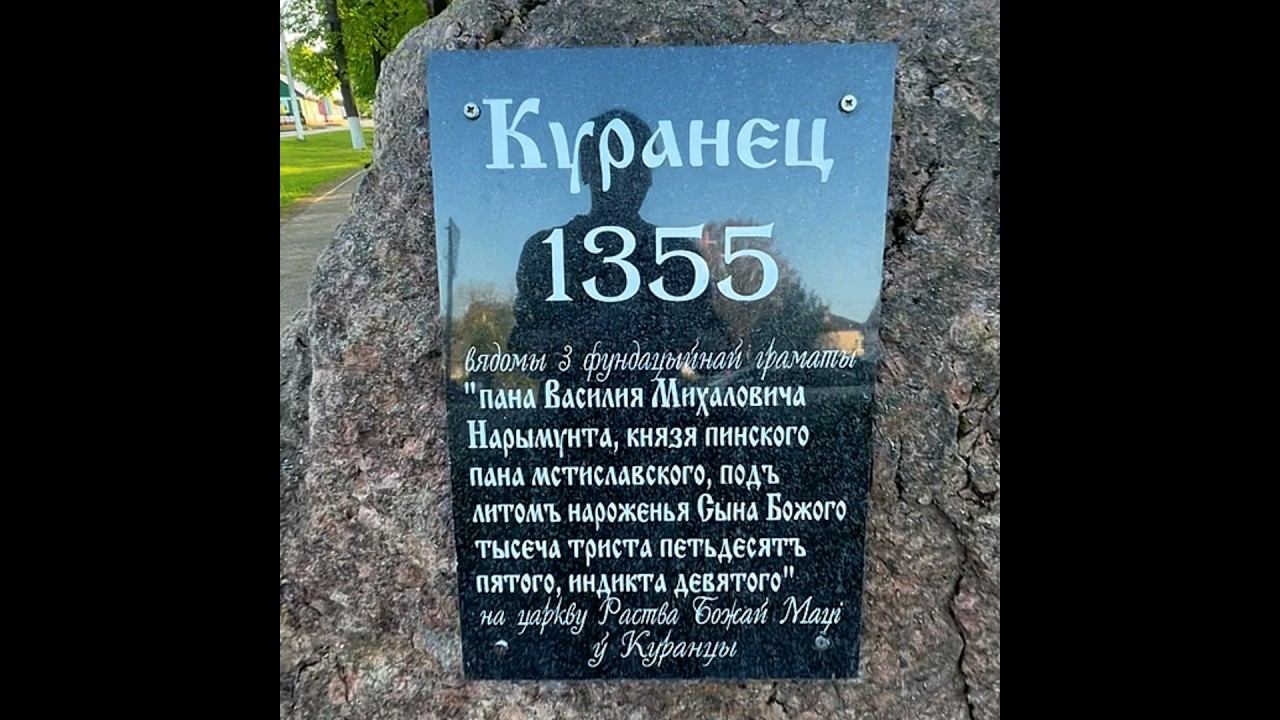 Куранец
1355
вядомы з фундацыйнай граматы
"пана Василия Михаловича
Нарымунта, князя пинского
пана мстиславского, подъ
литомъ нароженья Сына Божого
тысеча триста петьдесятъ
пятого, индикта девятого"
на царкву Раства Божай Маці
ў Куранцы